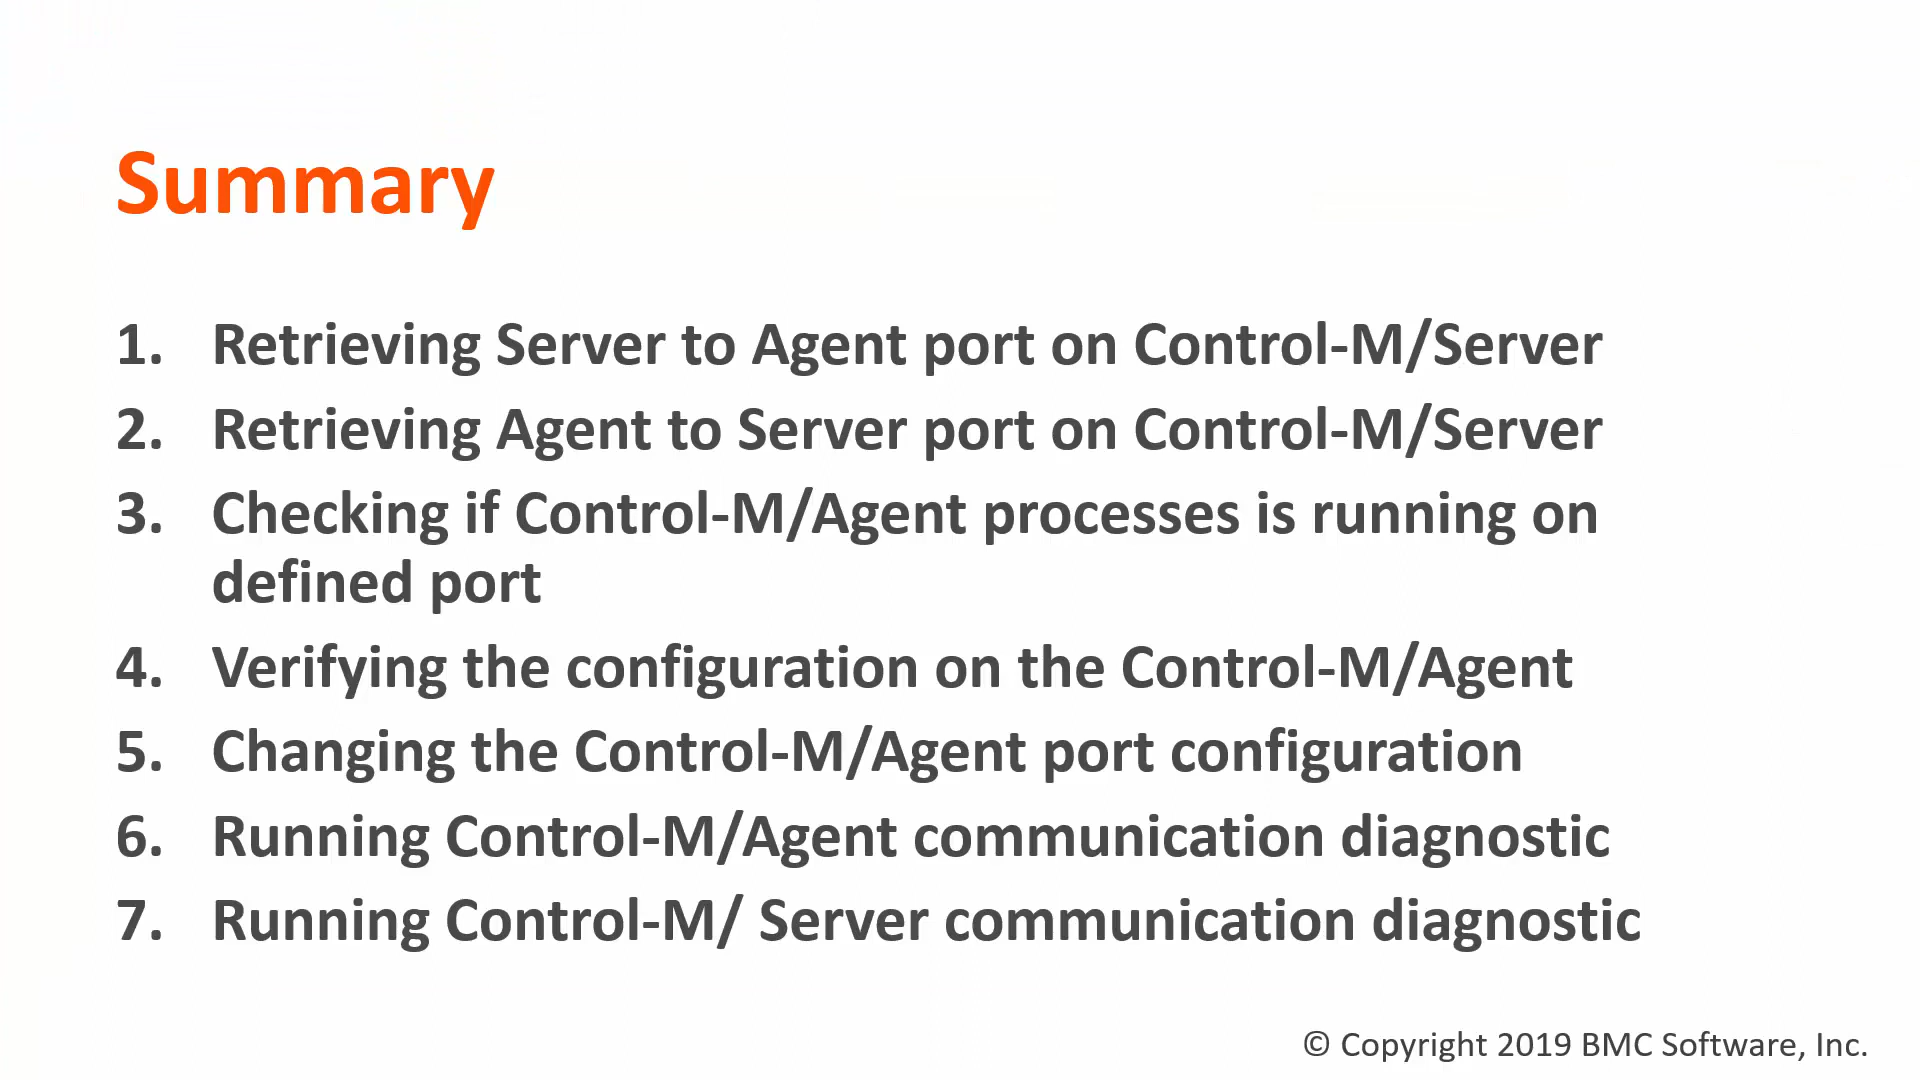 Summary
1. Retrieving Server to Agent port on Control-M/Server
2. Retrieving Agent to Server port on Control-M/Server
3. Checking if Control-M/Agent processes is running on
defined port
4. Verifying the configuration on the Control-M/Agent
5. Changing the Control-M/Agent port configuration
6. Running Control-M/Agent communication diagnostic
7. Running Control-M/ Server communication diagnostic
© Copyright 2019 BMC Software, Inc.